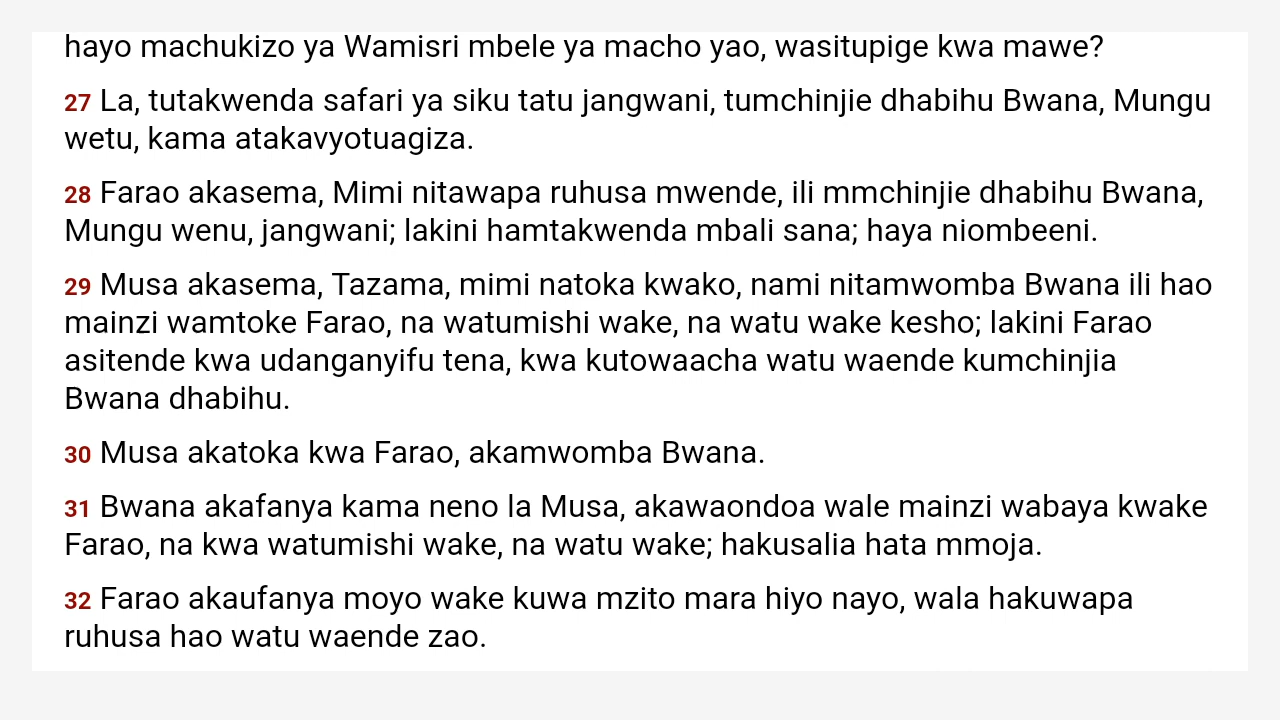 hayo machukizo ya Wamisri mbele ya macho yao, wasitupige kwa mawe?
27 La, tutakwenda safari ya siku tatu jangwani, tumchinjie dhabihu Bwana, Mungu
wetu, kama atakavyotuagiza.
28 Farao akasema, Mimi nitawapa ruhusa mwende, ili mmchinjie dhabihu Bwana,
Mungu wenu, jangwani; lakini hamtakwenda mbali sana; haya niombeeni.
29 Musa akasema, Tazama, mimi natoka kwako, nami nitamwomba Bwana ili hao
mainzi wamtoke Farao, na watumishi wake, na watu wake kesho; lakini Farao
asitende kwa udanganyifu tena, kwa kutowaacha watu waende kumchinjia
Bwana dhabihu.
30 Musa akatoka kwa Farao, akamwomba Bwana.
31 Bwana akafanya kama neno la Musa, akawaondoa wale mainzi wabaya kwake
Farao, na kwa watumishi wake, na watu wake; hakusalia hata mmoja.
32 Farao akaufanya moyo wake kuwa mzito mara hiyo nayo, wala hakuwapa
ruhusa hao watu waende zao.